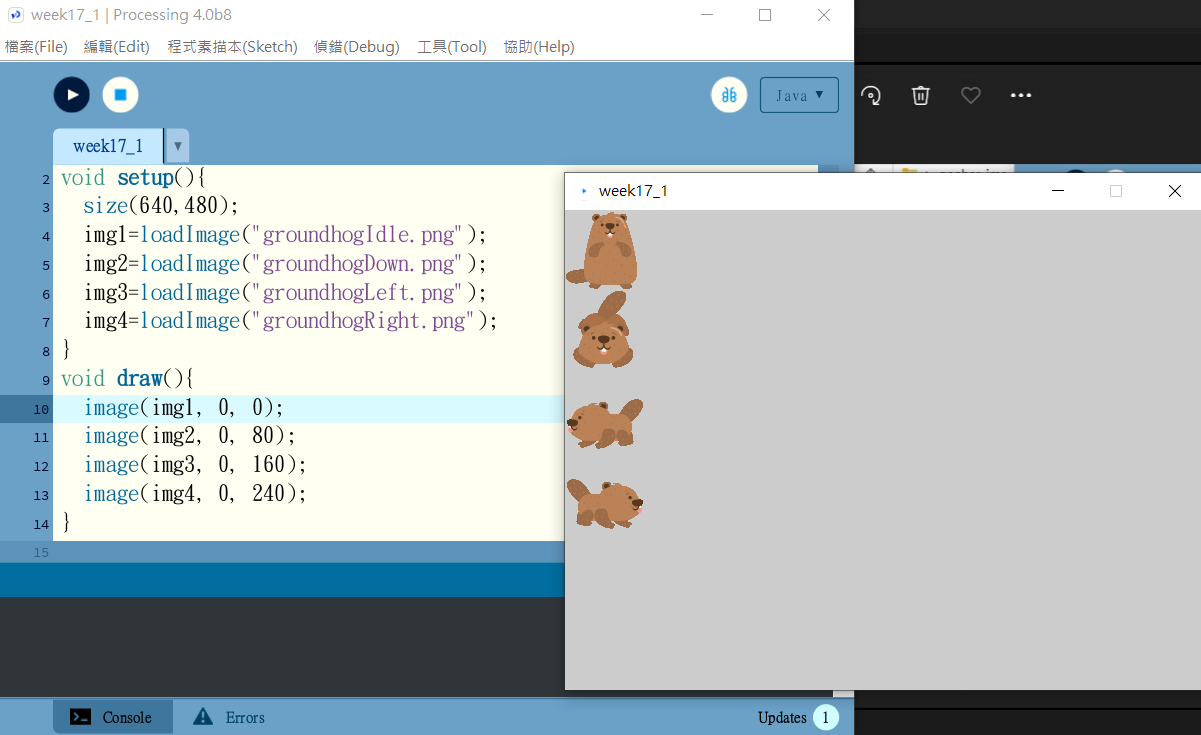 week17_1 | Processing 4.0b8
檔案(File) 編輯(Edit) 程式素描本(Sketch) 偵錯(Debug) 工具(Tool) 協助(Help)
Java ▼
week17_1 ▼
2 void setup(){
3 size(640,480);
4 img1=loadImage("groundhogIdle.png");
5 img2=loadImage("groundhogDown.png");
6 img3=loadImage("groundhogLeft.png");
7 img4=loadImage("groundhogRight.png");
8 }
9 void draw(){
10 image(img1, 0, 0);
11 image(img2, 0, 80);
12 image(img3, 0, 160);
13 image(img4, 0, 240);
14 }
15
week17_1
Console Errors Updates 1